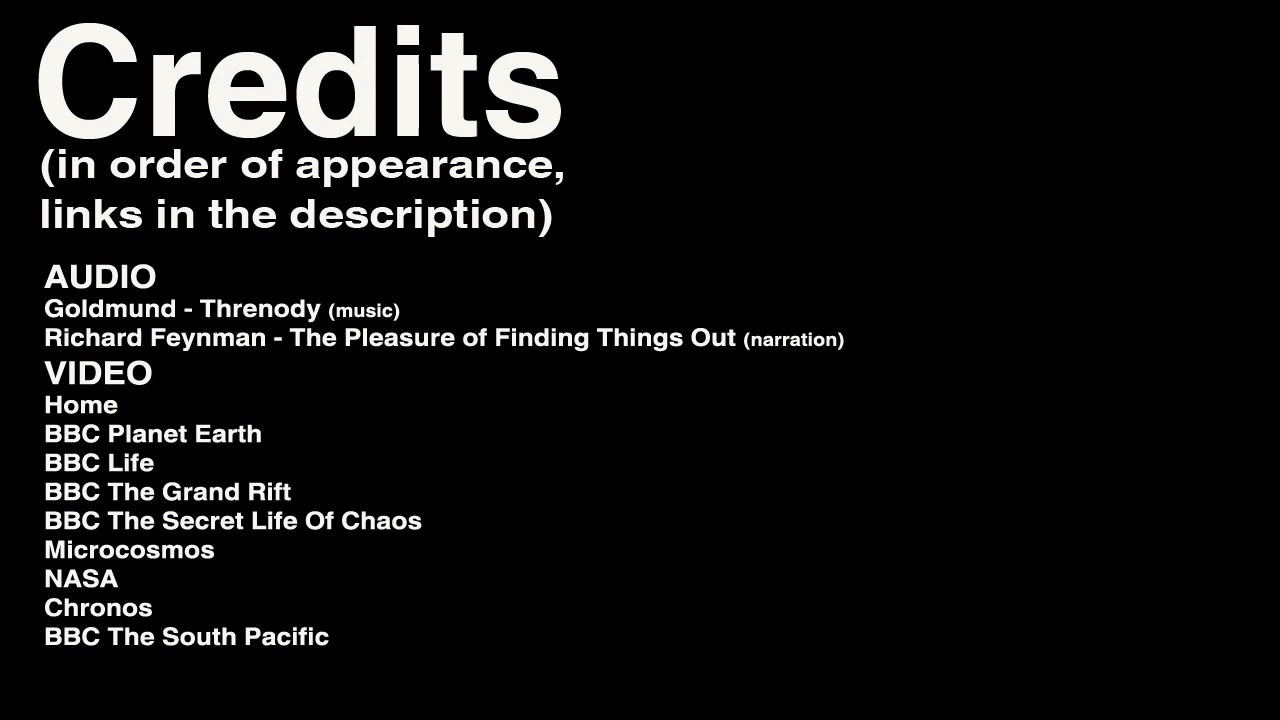 Credits
(in order of appearance,
links in the description)
AUDIO
Goldmund - Threnody (music)
Richard Feynman - The Pleasure of Finding Things Out (narration)
VIDEO
Home
BBC Planet Earth
BBC Life
BBC The Grand Rift
BBC The Secret Life Of Chaos
Microcosmos
NASA
Chronos
BBC The South Pacific